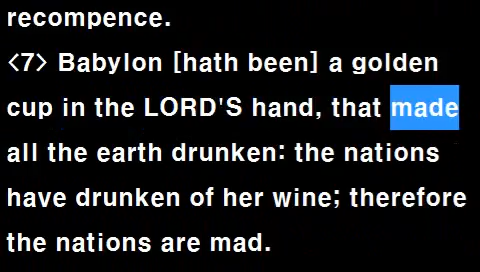 recompence.
<7> Babylon [hath been] a golden
cup in the LORD'S hand, that made
all the earth drunken: the nations
have drunken of her wine; therefore
the nations are mad.